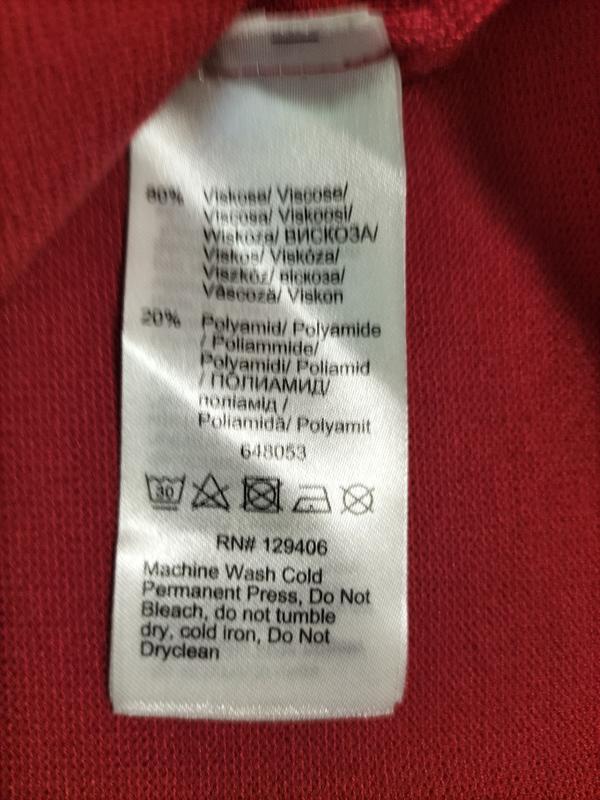 80% Viskose/ Viscose/
Viscosa/ Viskoosi/
Wiskoza/ ВИСКОЗА/
Viskos/ Viskóza/
Viszkóz/ віскоза/
Vâscoză/ Viskon
20% Polyamid/ Polyamide
/ Poliammide/
Polyamidi/ Poliamid
/ ПОЛИАМИД/
поліамід /
Poliamidă/ Polyamit
648053
30
RN# 129406
Machine Wash Cold
Permanent Press, Do Not
Bleach, do not tumble
dry, cold iron, Do Not
Dryclean